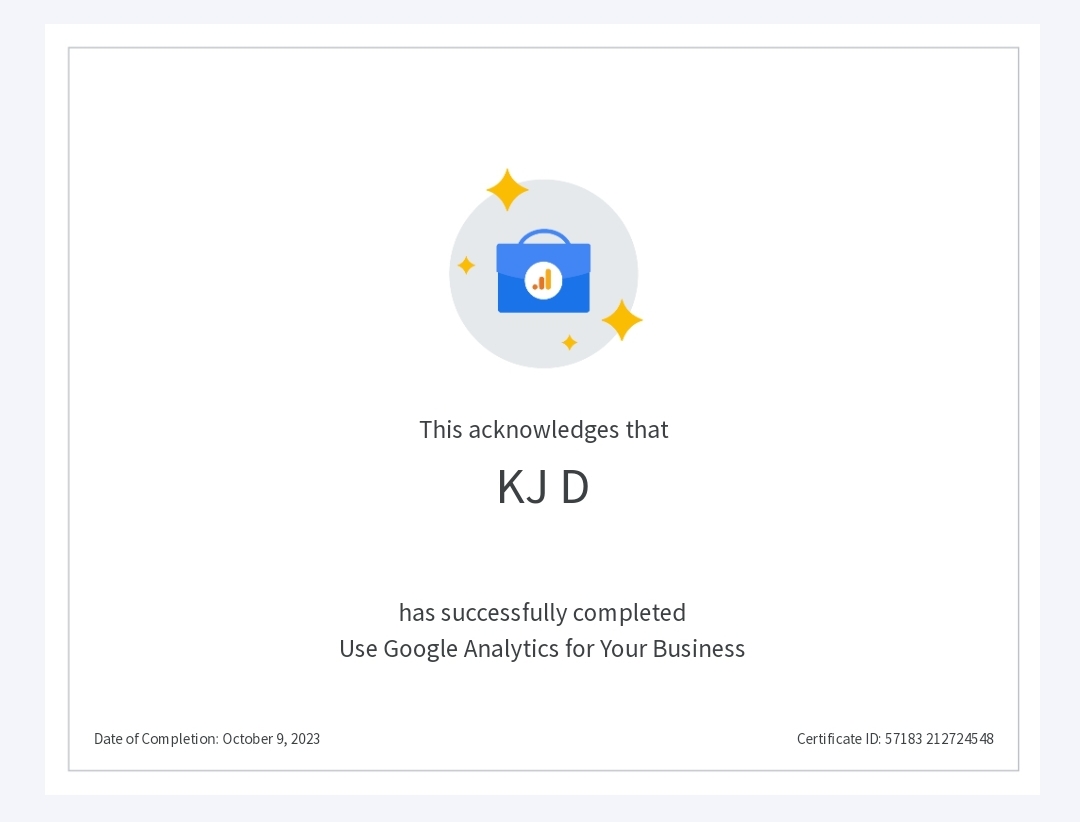 This acknowledges that
KJ D
has successfully completed
Use Google Analytics for Your Business
Date of Completion: October 9, 2023
Certificate ID: 57183 212724548